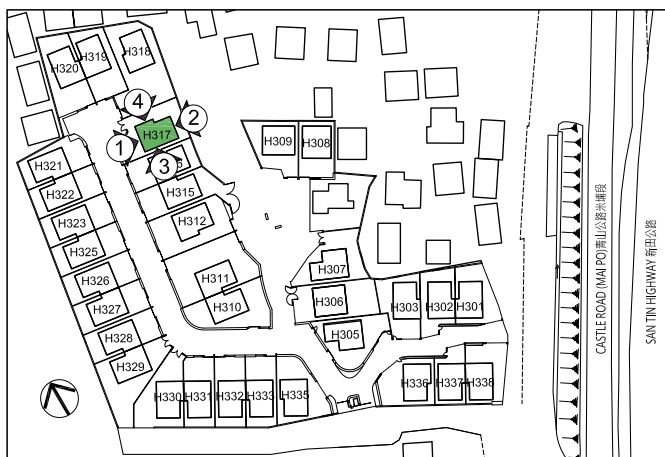 H318
H319
H320
4
2
H317
1
3
H309
H308
H321
H322
H315
H323
H312
H325
H307
H311
H326
H306
H303
H302
H301
H310
H327
H305
H328
H329
H336
H337
H338
H330
H331
H332
H333
H335
CASTLE ROAD (MAI PO)青山公路米埔段
SAN TIN HIGHWAY 新田公路